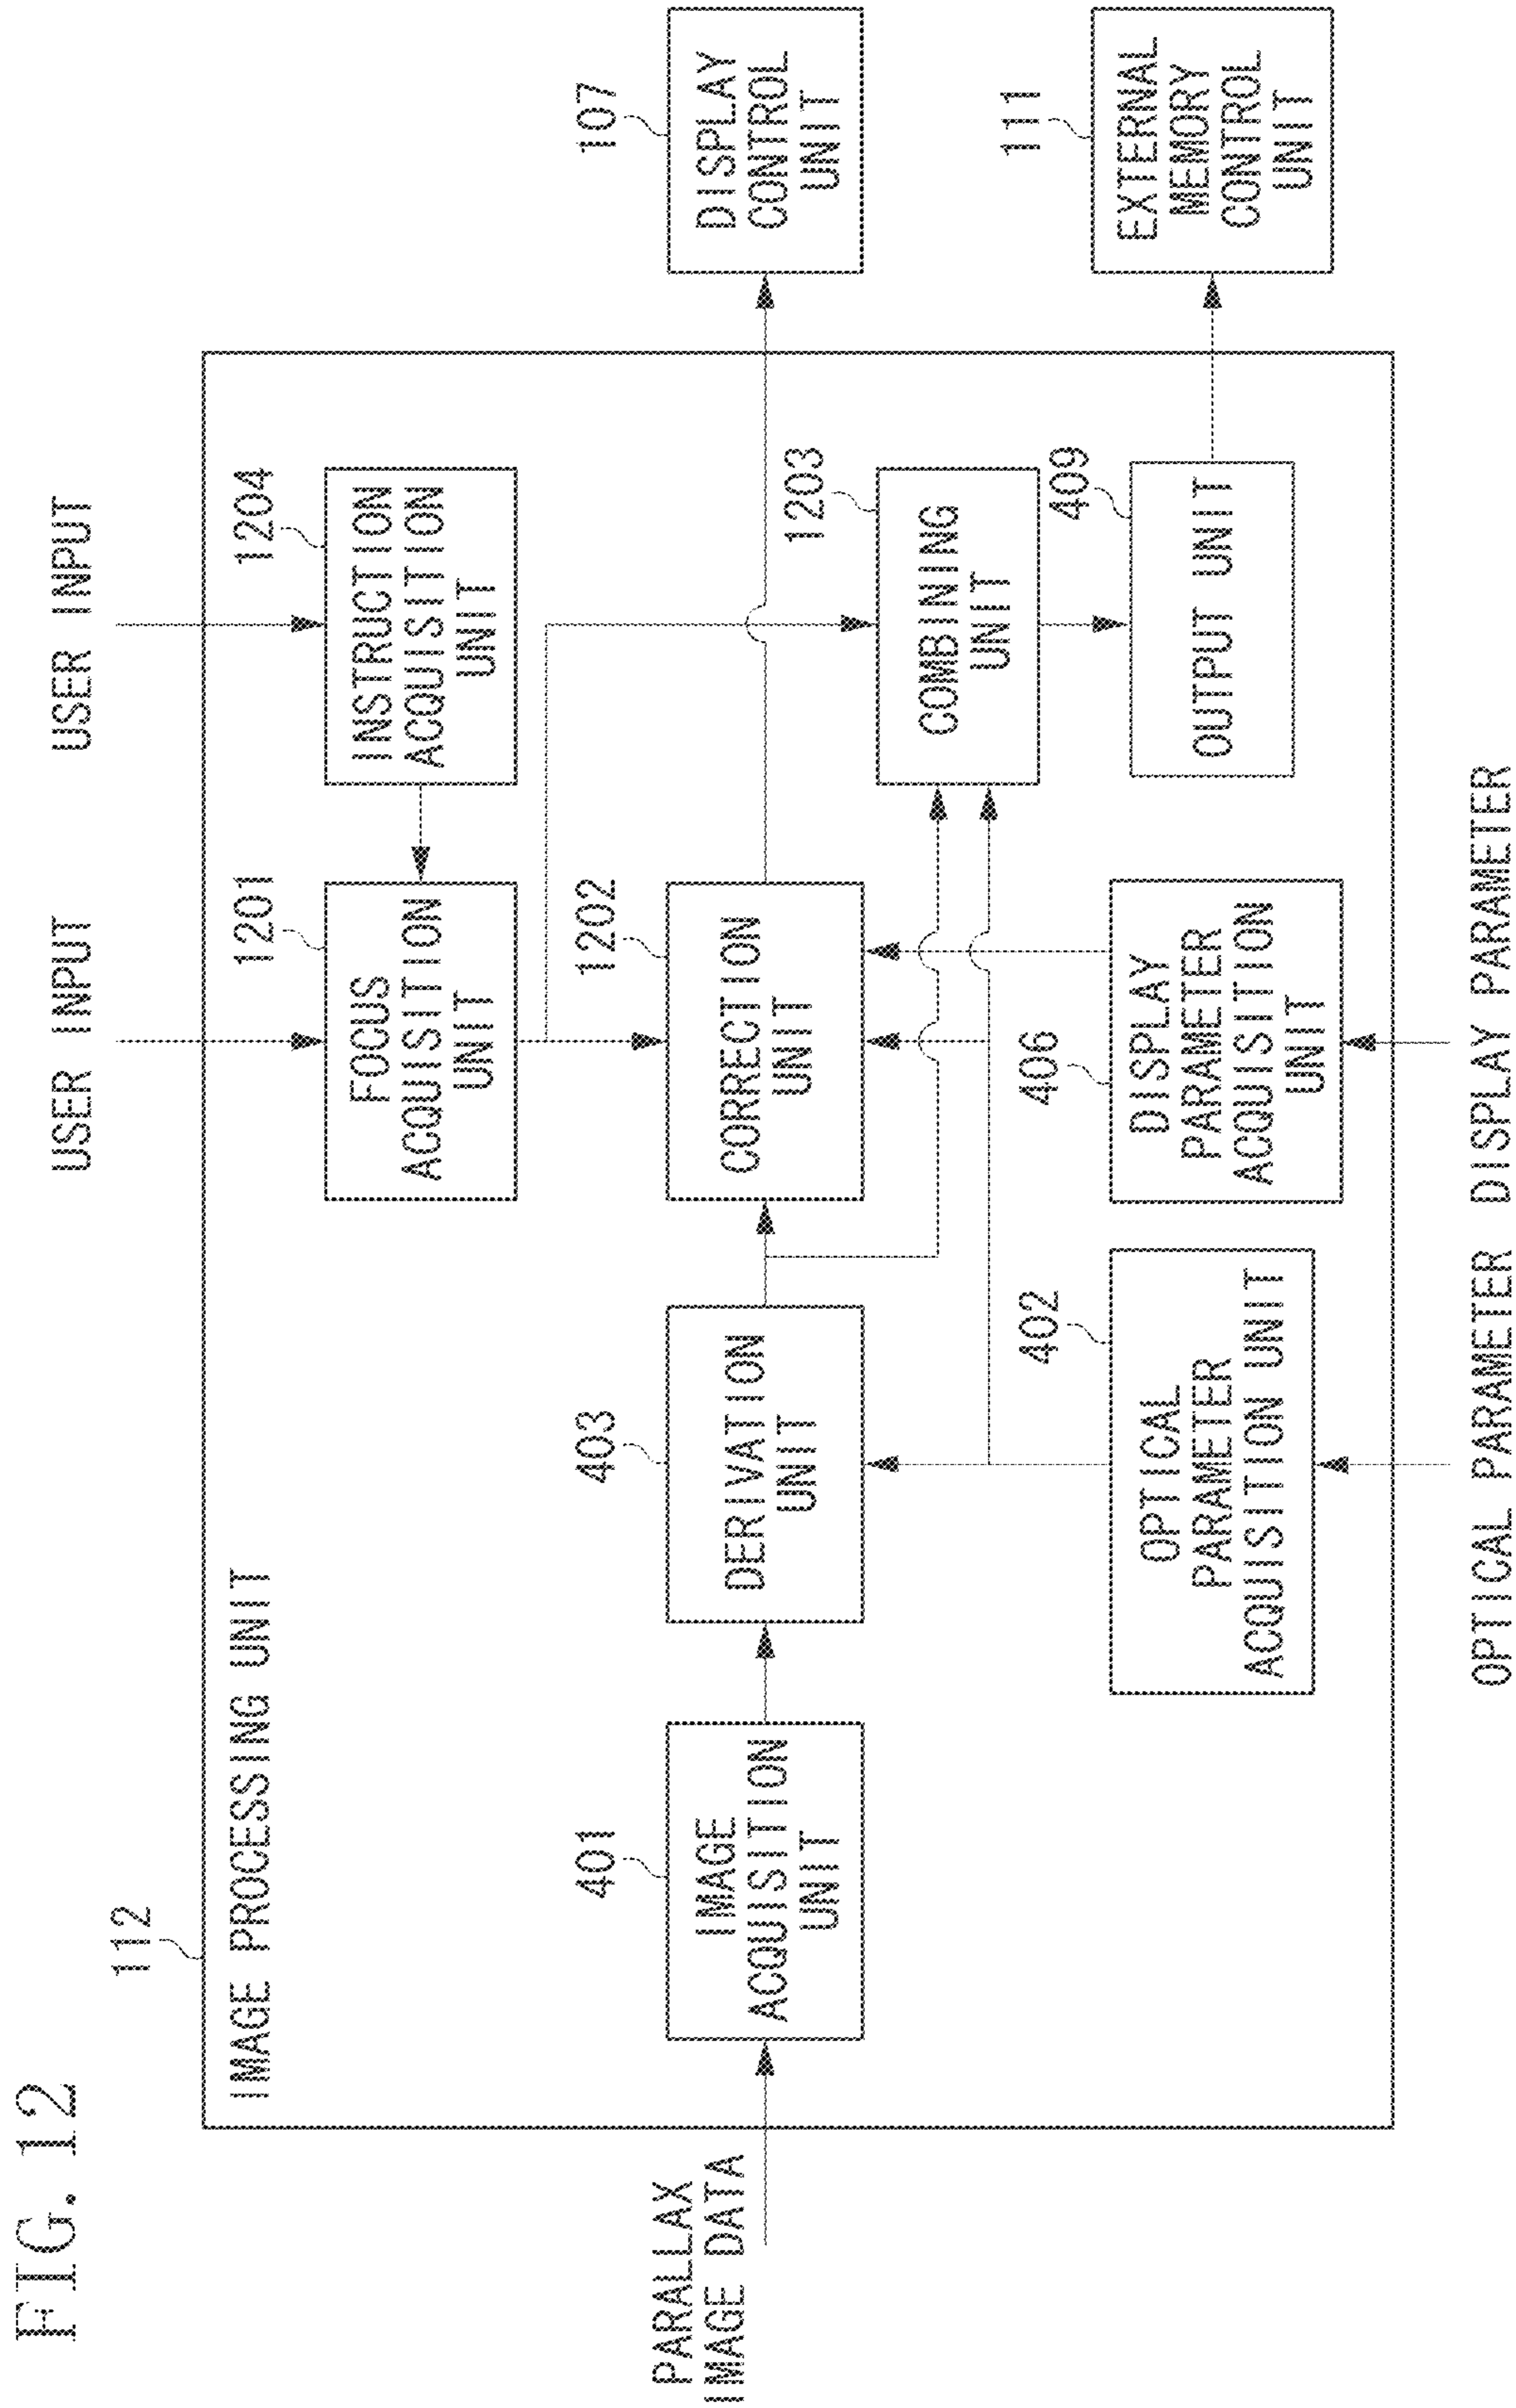 FIG. 12
USER INPUT
USER INPUT
112
IMAGE PROCESSING UNIT
1201
FOCUS
ACQUISITION
UNIT
1204
INSTRUCTION
ACQUISITION
UNIT
PARALLAX
IMAGE DATA
401
IMAGE
ACQUISITION
UNIT
403
DERIVATION
UNIT
1202
CORRECTION
UNIT
107
DISPLAY
CONTROL
UNIT
1203
COMBINING
UNIT
402
OPTICAL
PARAMETER
ACQUISITION UNIT
406
DISPLAY
PARAMETER
ACQUISITION
UNIT
409
OUTPUT UNIT
111
EXTERNAL
MEMORY
CONTROL
UNIT
OPTICAL PARAMETER
DISPLAY PARAMETER